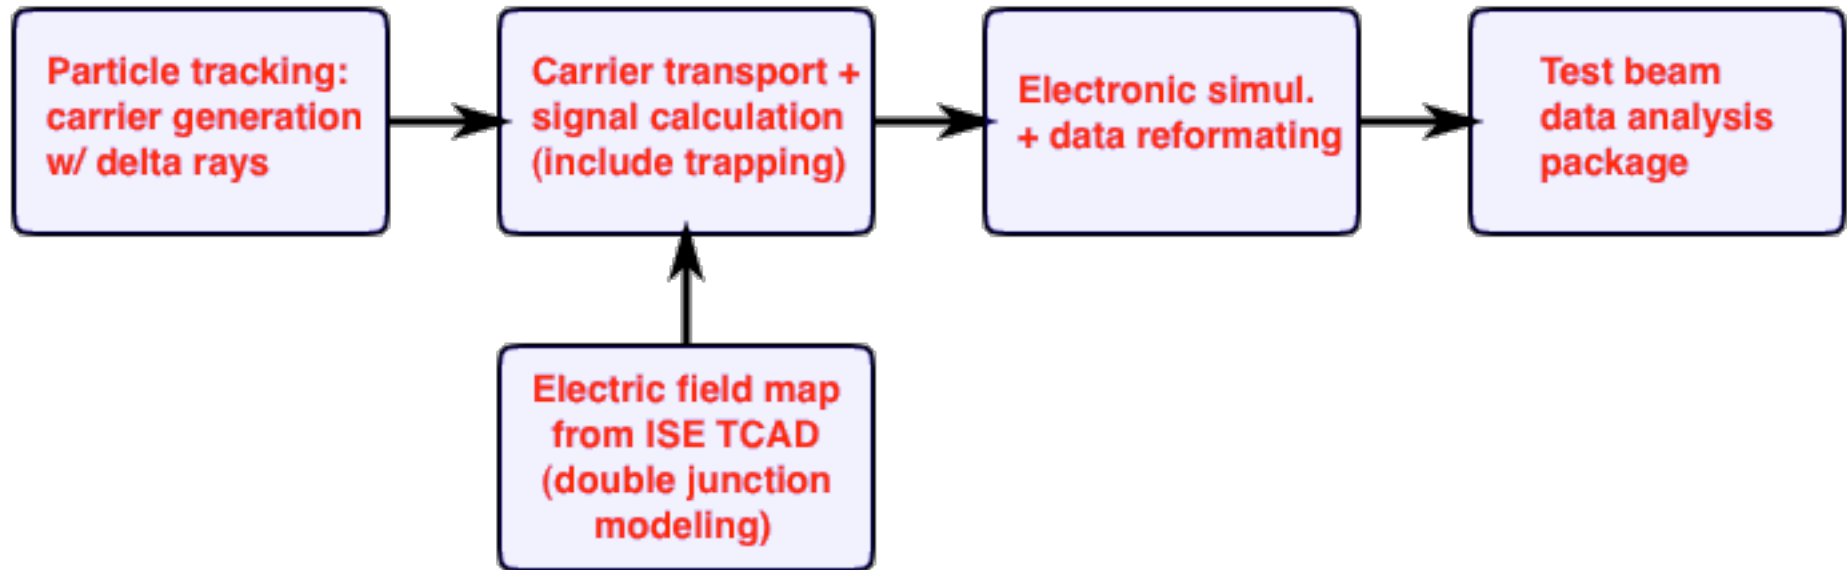 Particle tracking:
carrier generation
w/ delta rays
Carrier transport +
signal calculation
(include trapping)
Electronic simul.
+ data reformating
Test beam
data analysis
package
Electric field map
from ISE TCAD
(double junction
modeling)